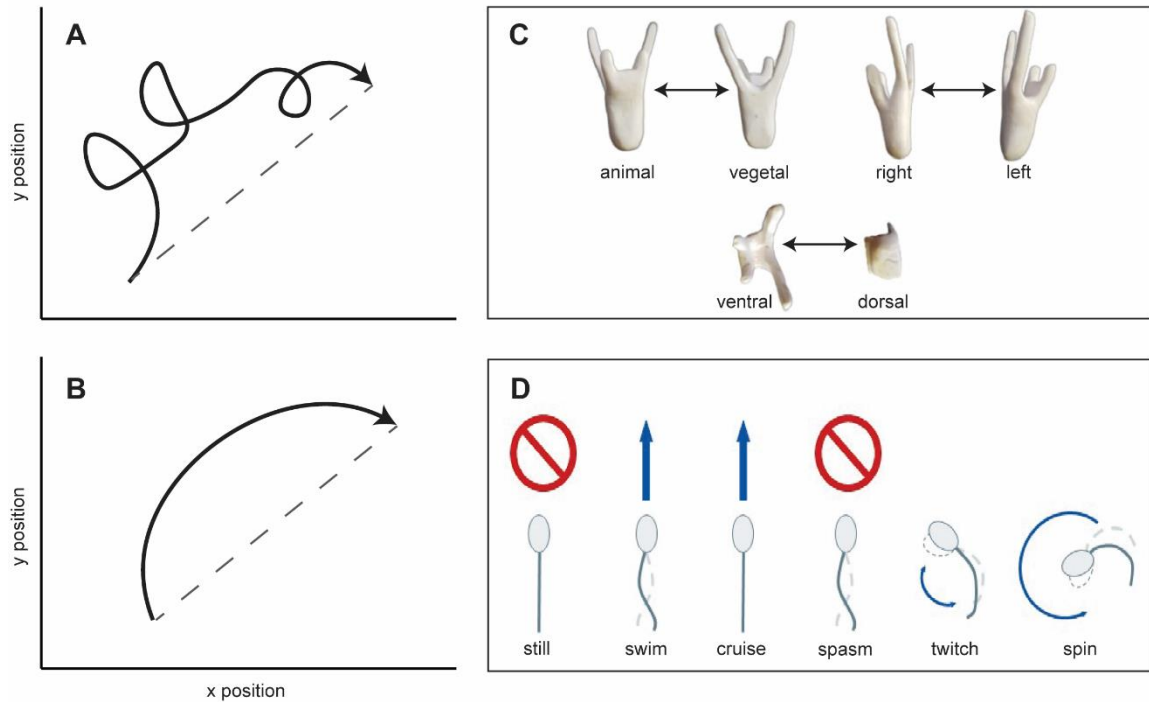 A
y position
B
y position
x position
C
animal vegetal right left
ventral dorsal
D
still swim cruise spasm twitch spin